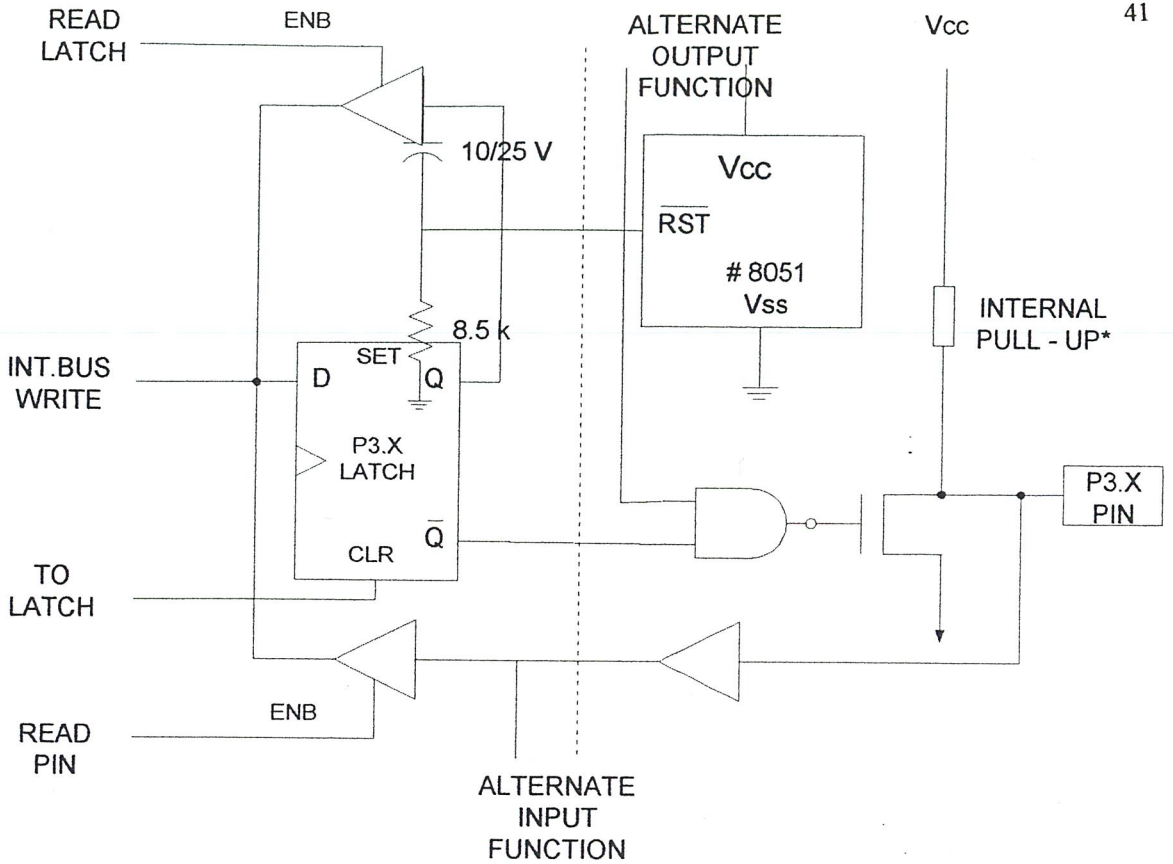 41
READ
LATCH
ENB
ALTERNATE
OUTPUT
FUNCTION
Vcc
10/25 V
Vcc
R̅S̅T̅
# 8051
Vss
8.5 k
INTERNAL
PULL - UP*
INT.BUS
WRITE
SET
D
Q
P3.X
LATCH
Q̅
CLR
P3.X
PIN
TO
LATCH
ENB
READ
PIN
ALTERNATE
INPUT
FUNCTION